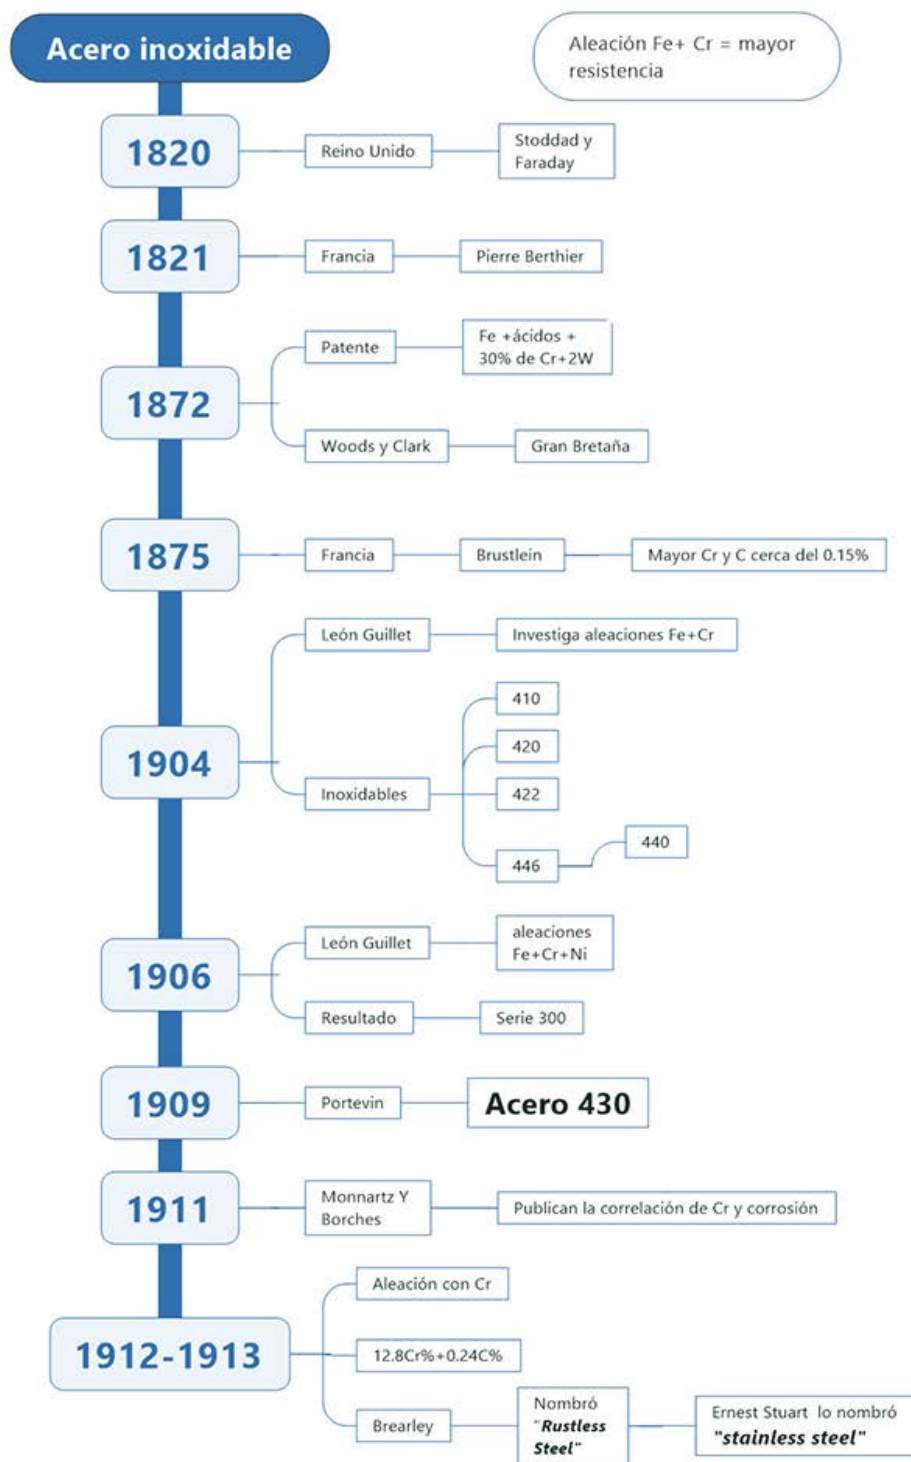 Acero inoxidable
Aleación Fe+ Cr = mayor
resistencia
1820
Reino Unido
Stoddad y
Faraday
1821
Francia
Pierre Berthier
1872
Patente
Fe +ácidos +
30% de Cr+2W
Woods y Clark
Gran Bretaña
1875
Francia
Brustlein
Mayor Cr y C cerca del 0.15%
1904
León Guillet
Investiga aleaciones Fe+Cr
Inoxidables
410
420
422
446
440
1906
León Guillet
aleaciones
Fe+Cr+Ni
Resultado
Serie 300
1909
Portevin
Acero 430
1911
Monnartz Y
Borches
Publican la correlación de Cr y corrosión
1912-1913
Aleación con Cr
12.8Cr%+0.24C%
Brearley
Nombró
"Rustless
Steel"
Ernest Stuart lo nombró
"stainless steel"